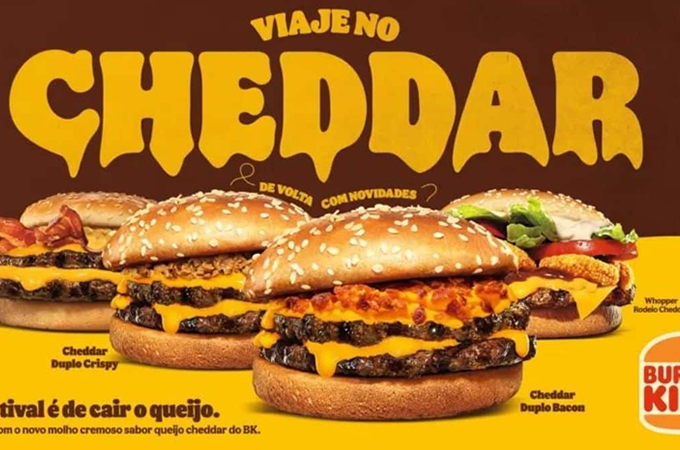 VIAJE NO
CHEDDAR
DE VOLTA COM NOVIDADES
Whopper
Rodeio Chedd
Cheddar
Duplo Crispy
Cheddar
Duplo Bacon
tival é de cair o queijo.
om o novo molho cremoso sabor queijo cheddar do BK.
BUR
KI